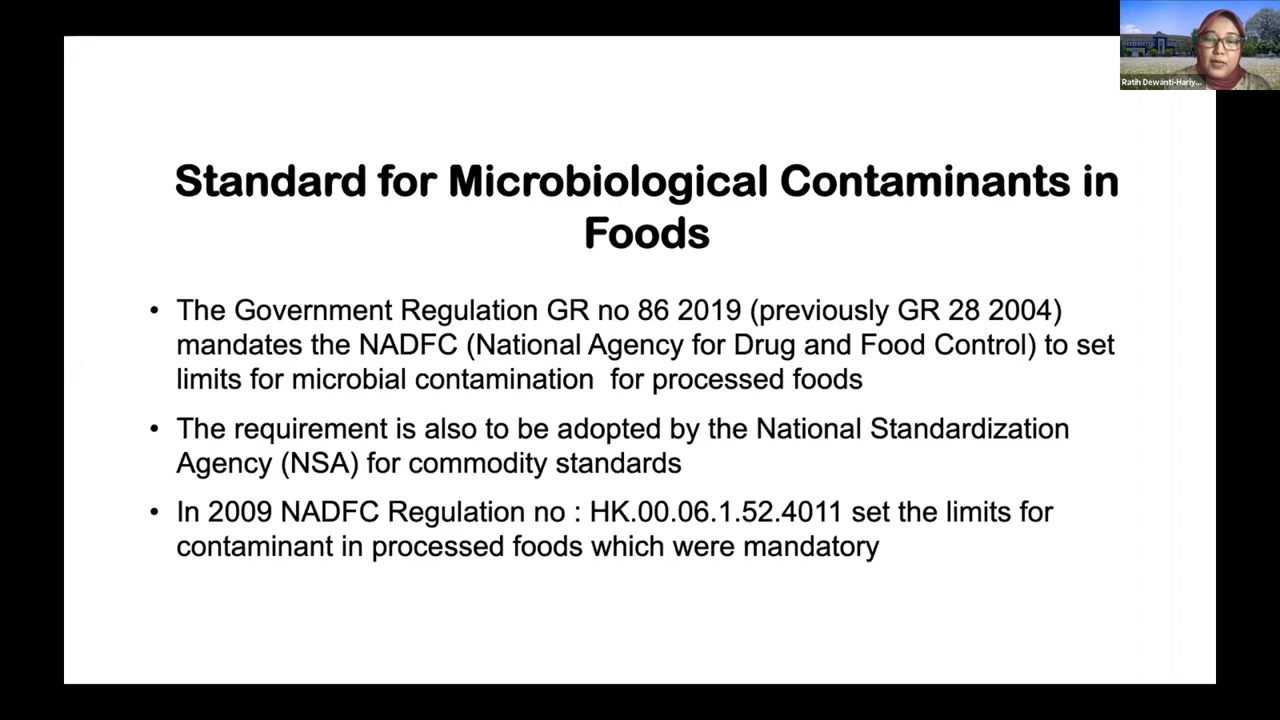 Ratih Dewanti-Hariy...
Standard for Microbiological Contaminants in
Foods
• The Government Regulation GR no 86 2019 (previously GR 28 2004)
mandates the NADFC (National Agency for Drug and Food Control) to set
limits for microbial contamination  for processed foods
• The requirement is also to be adopted by the National Standardization
Agency (NSA) for commodity standards
• In 2009 NADFC Regulation no : HK.00.06.1.52.4011 set the limits for
contaminant in processed foods which were mandatory